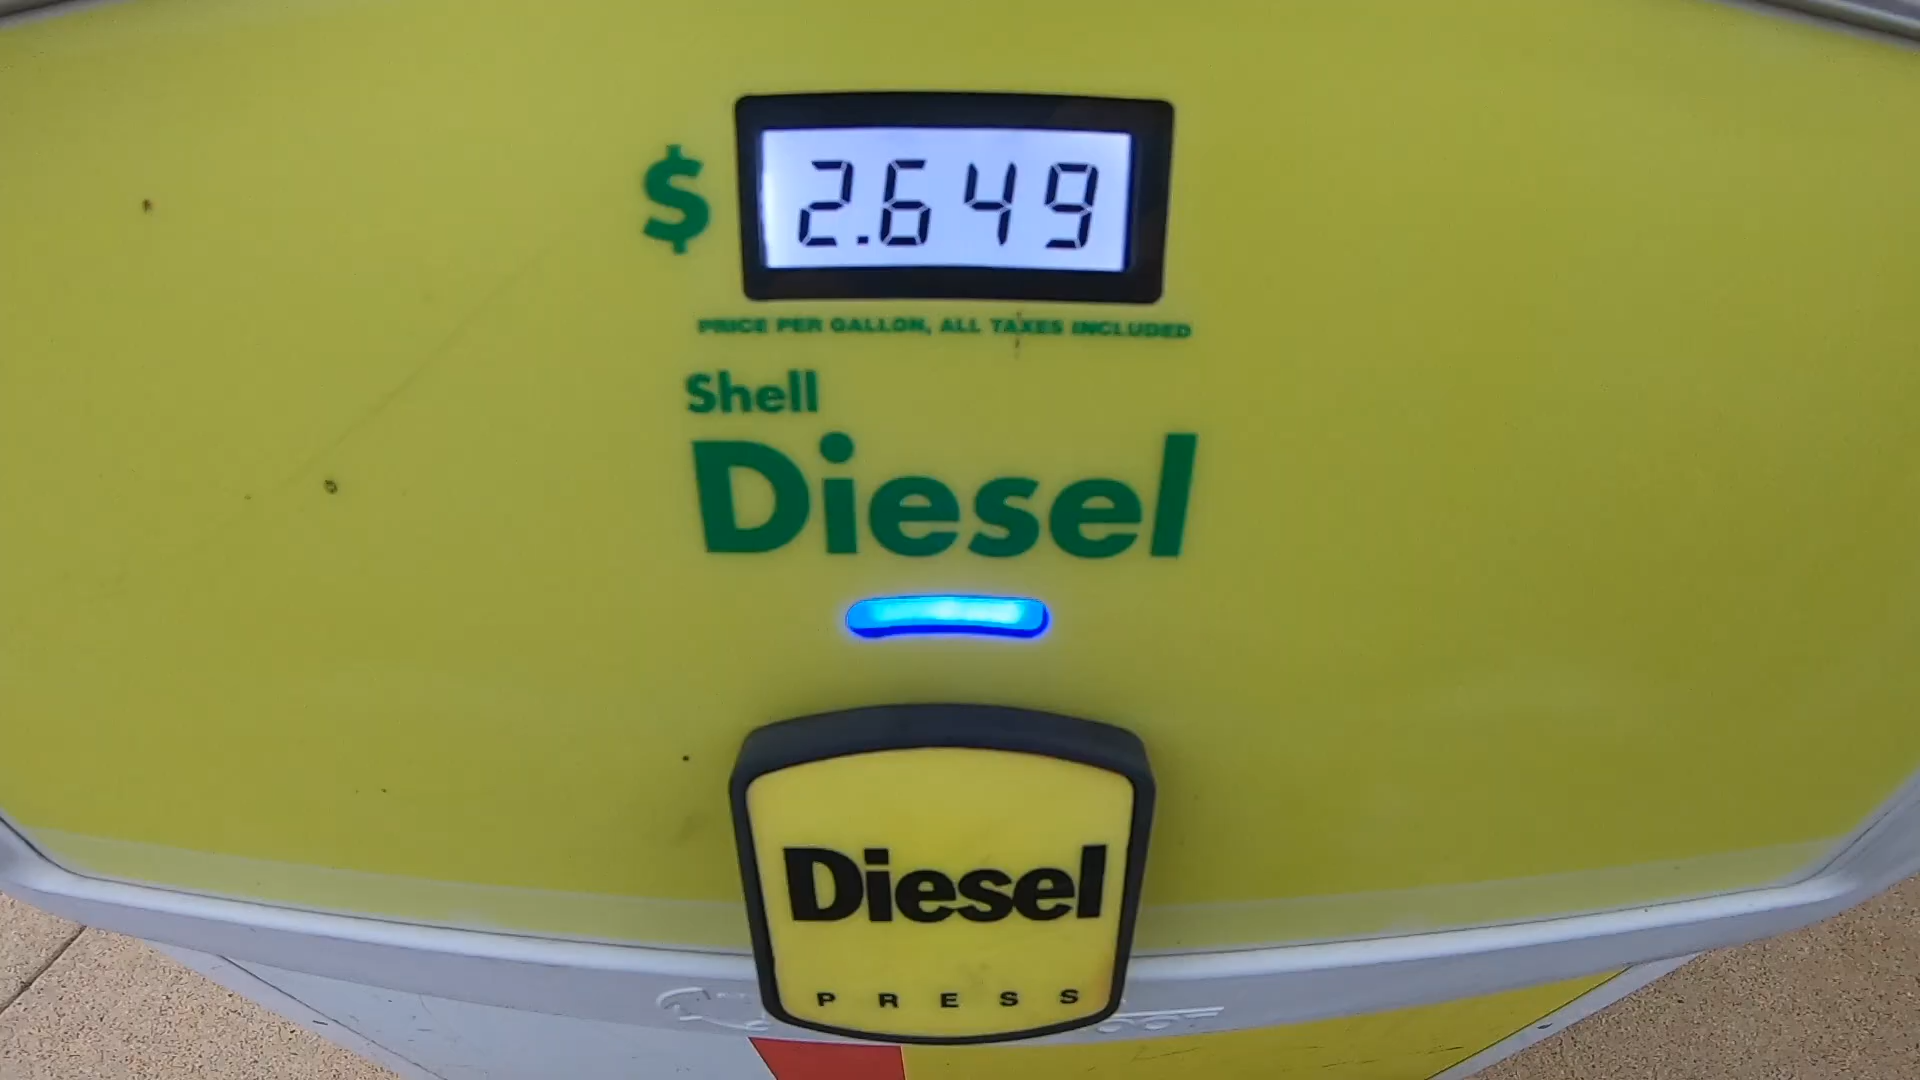 $ 2.649
PRICE PER GALLON, ALL TAXES INCLUDED
Shell
Diesel
Diesel
PRESS